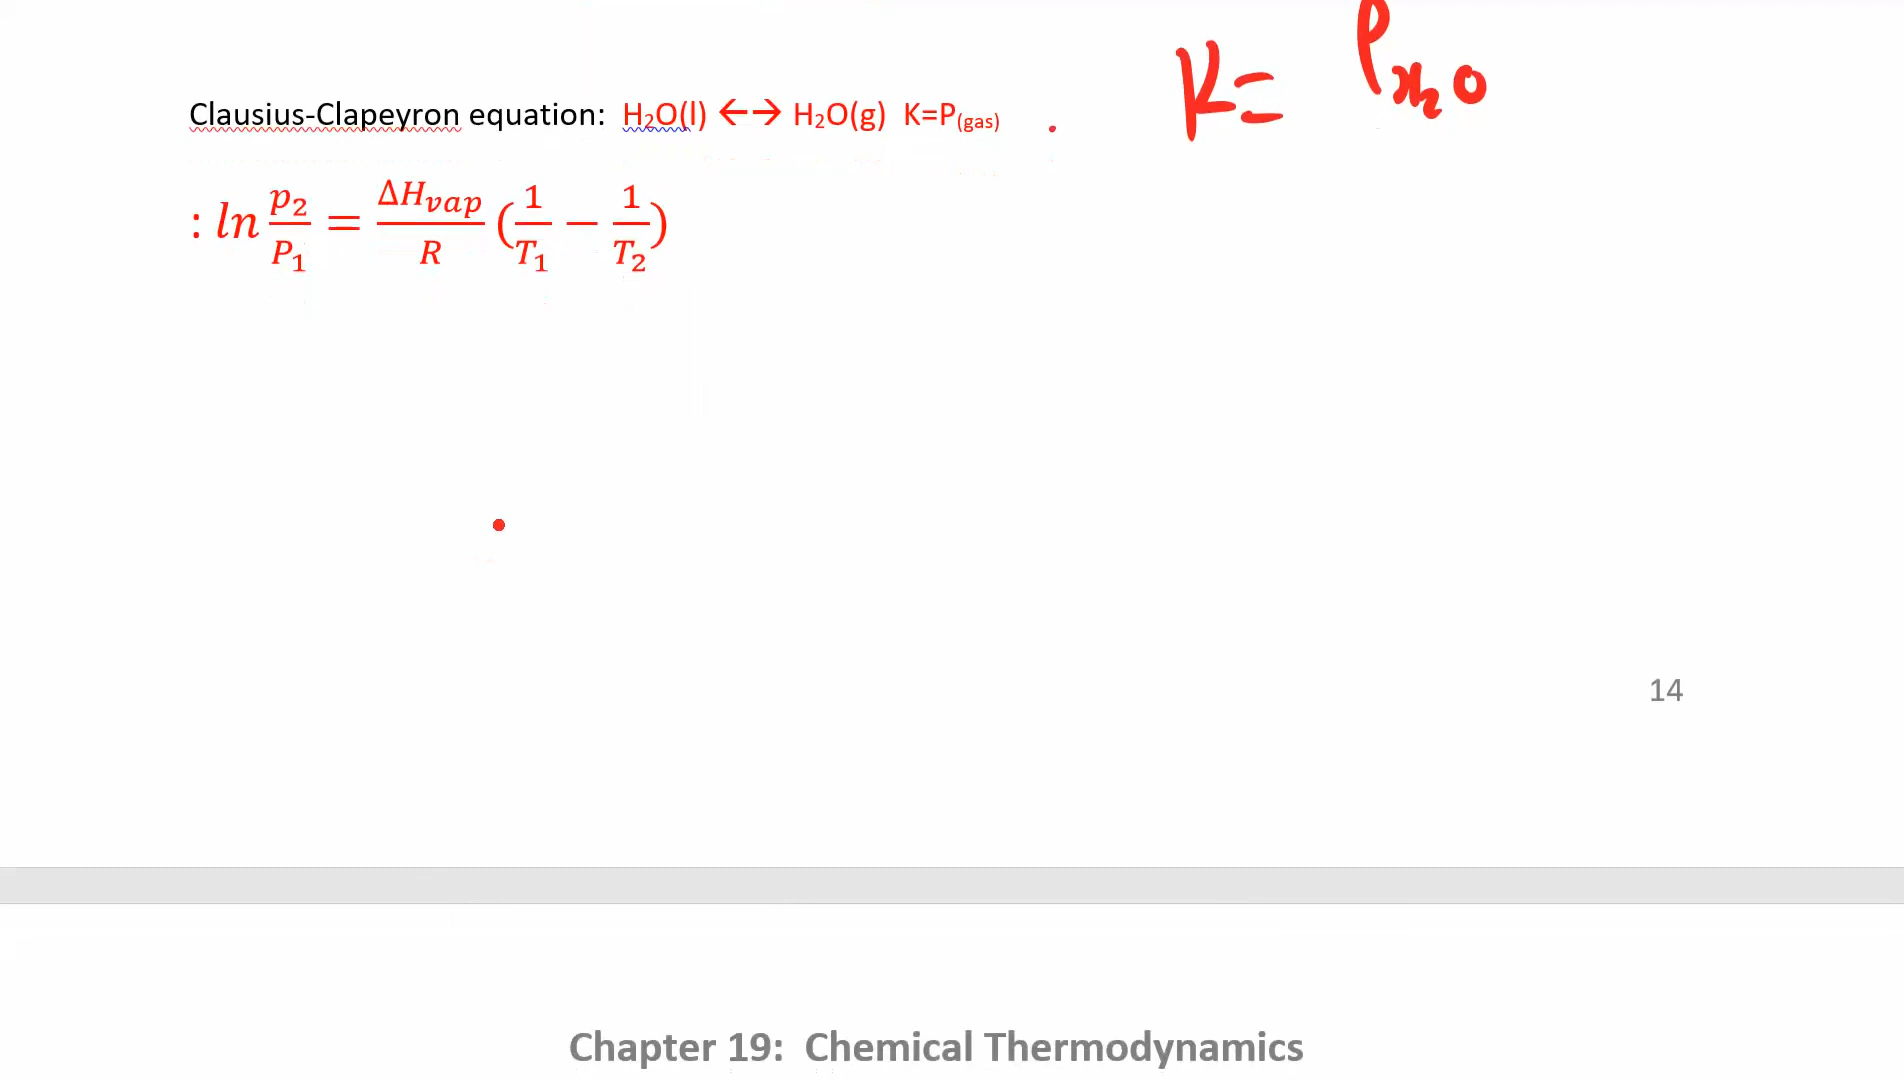 K = P_H₂O
Clausius-Clapeyron equation: H₂O(l) ←→ H₂O(g) K=P(gas)
: ln p₂/P₁ = ΔHvap/R (1/T₁ − 1/T₂)
14
Chapter 19: Chemical Thermodynamics